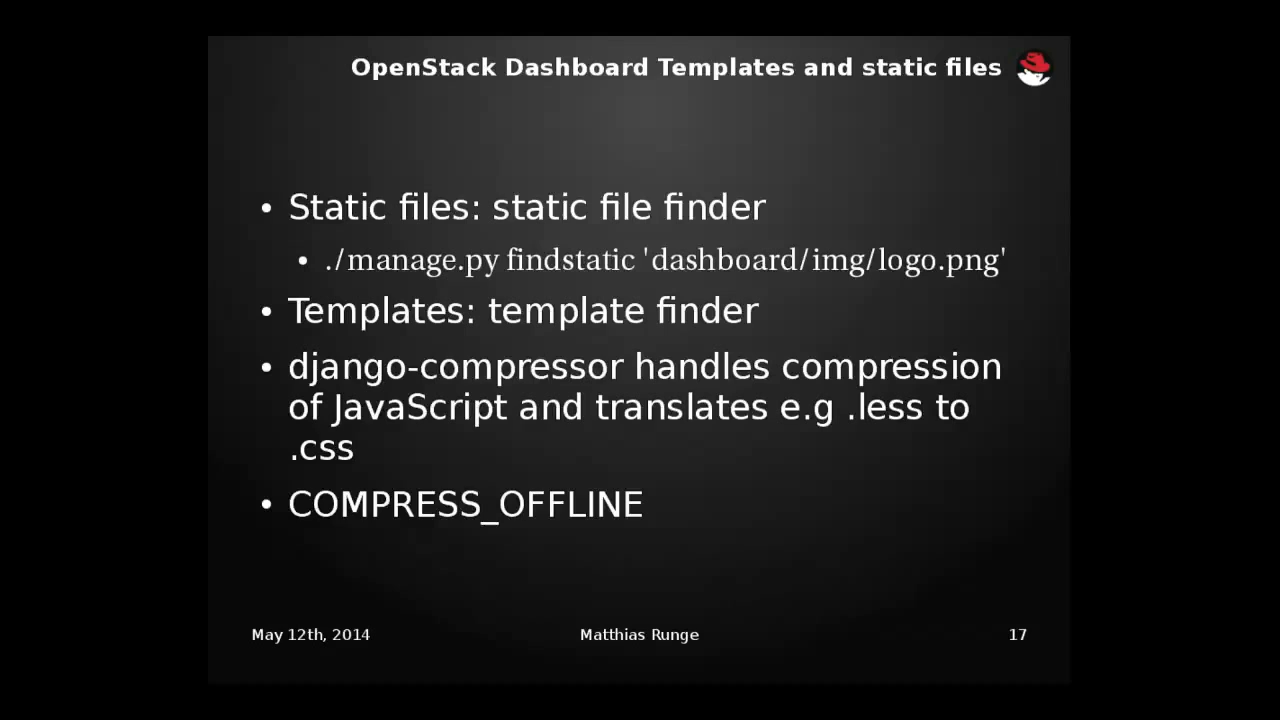 OpenStack Dashboard Templates and static files
• Static files: static file finder
• ./manage.py findstatic 'dashboard/img/logo.png'
• Templates: template finder
• django-compressor handles compression
of JavaScript and translates e.g .less to
.css
• COMPRESS_OFFLINE
May 12th, 2014 Matthias Runge 17